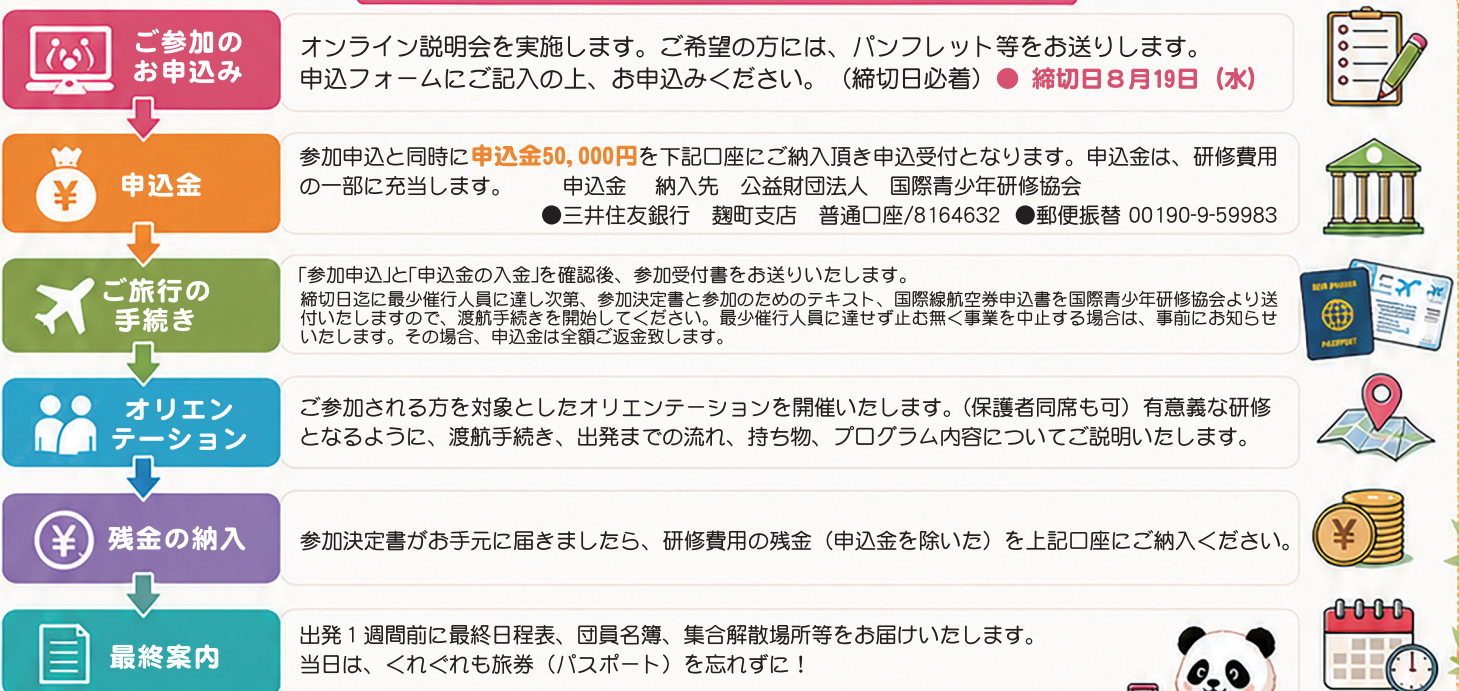 ご参加の
お申込み
オンライン説明会を実施します。ご希望の方には、パンフレット等をお送りします。
申込フォームにご記入の上、お申込みください。（締切日必着）● 締切日８月19日（水）
申込金
参加申込と同時に申込金50,000円を下記口座にご納入頂き申込受付となります。申込金は、研修費用
の一部に充当します。　申込金　納入先　公益財団法人　国際青少年研修協会
●三井住友銀行　麹町支店　普通口座/8164632　●郵便振替 00190-9-59983
ご旅行の
手続き
「参加申込」と「申込金の入金」を確認後、参加受付書をお送りいたします。
締切日迄に最少催行人員に達し次第、参加決定書と参加のためのテキスト、国際線航空券申込書を国際青少年研修協会より送
付いたしますので、渡航手続きを開始してください。最少催行人員に達せず止む無く事業を中止する場合は、事前にお知らせ
いたします。その場合、申込金は全額ご返金致します。
オリエン
テーション
ご参加される方を対象としたオリエンテーションを開催いたします。（保護者同席も可）有意義な研修
となるように、渡航手続き、出発までの流れ、持ち物、プログラム内容についてご説明いたします。
残金の納入
参加決定書がお手元に届きましたら、研修費用の残金（申込金を除いた）を上記口座にご納入ください。
最終案内
出発１週間前に最終日程表、団員名簿、集合解散場所等をお届けいたします。
当日は、くれぐれも旅券（パスポート）を忘れずに！